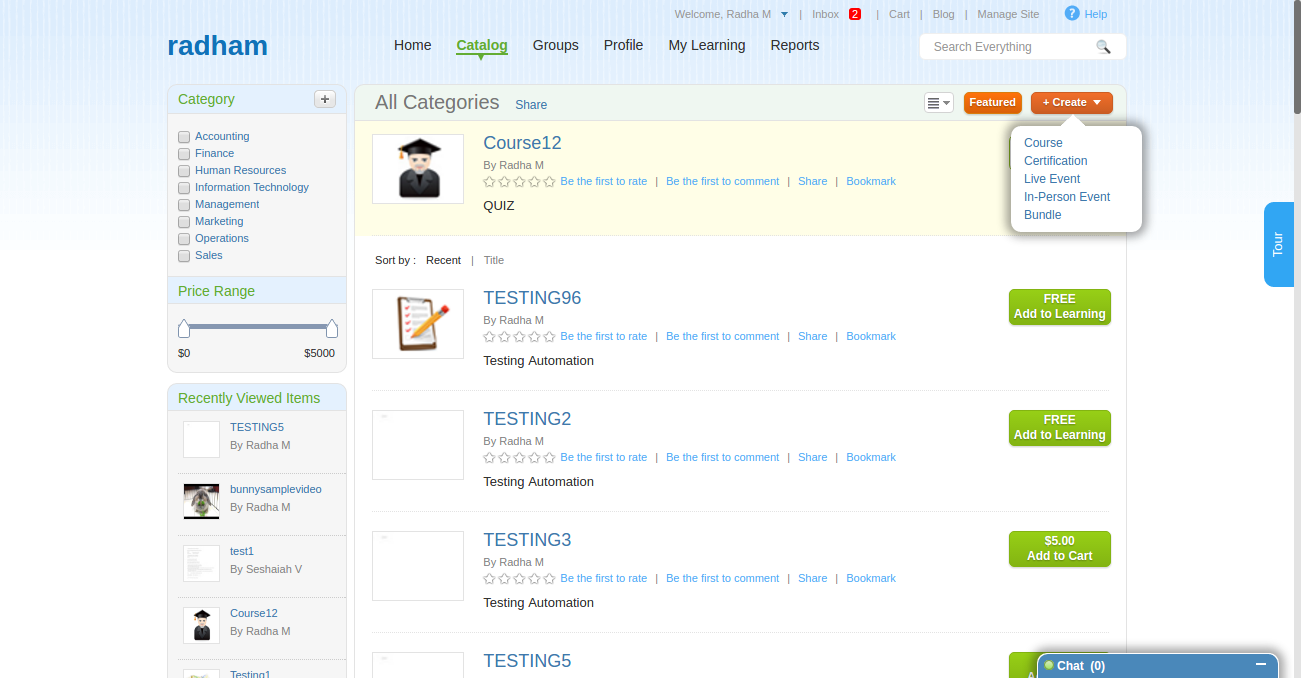 Welcome, Radha M | Inbox 2 | Cart | Blog | Manage Site ? Help
radham
Home Catalog Groups Profile My Learning Reports
Search Everything
Category +
Accounting
Finance
Human Resources
Information Technology
Management
Marketing
Operations
Sales
Price Range
$0 $5000
Recently Viewed Items
TESTING5
By Radha M
bunnysamplevideo
By Radha M
test1
By Seshaiah V
Course12
By Radha M
Testing1
All Categories Share
Featured
+ Create
Course
Certification
Live Event
In-Person Event
Bundle
Course12
By Radha M
Be the first to rate | Be the first to comment | Share | Bookmark
QUIZ
Sort by : Recent | Title
TESTING96
By Radha M
Be the first to rate | Be the first to comment | Share | Bookmark
Testing Automation
FREE
Add to Learning
TESTING2
By Radha M
Be the first to rate | Be the first to comment | Share | Bookmark
Testing Automation
FREE
Add to Learning
TESTING3
By Radha M
Be the first to rate | Be the first to comment | Share | Bookmark
Testing Automation
$5.00
Add to Cart
TESTING5
Tour
Chat (0)